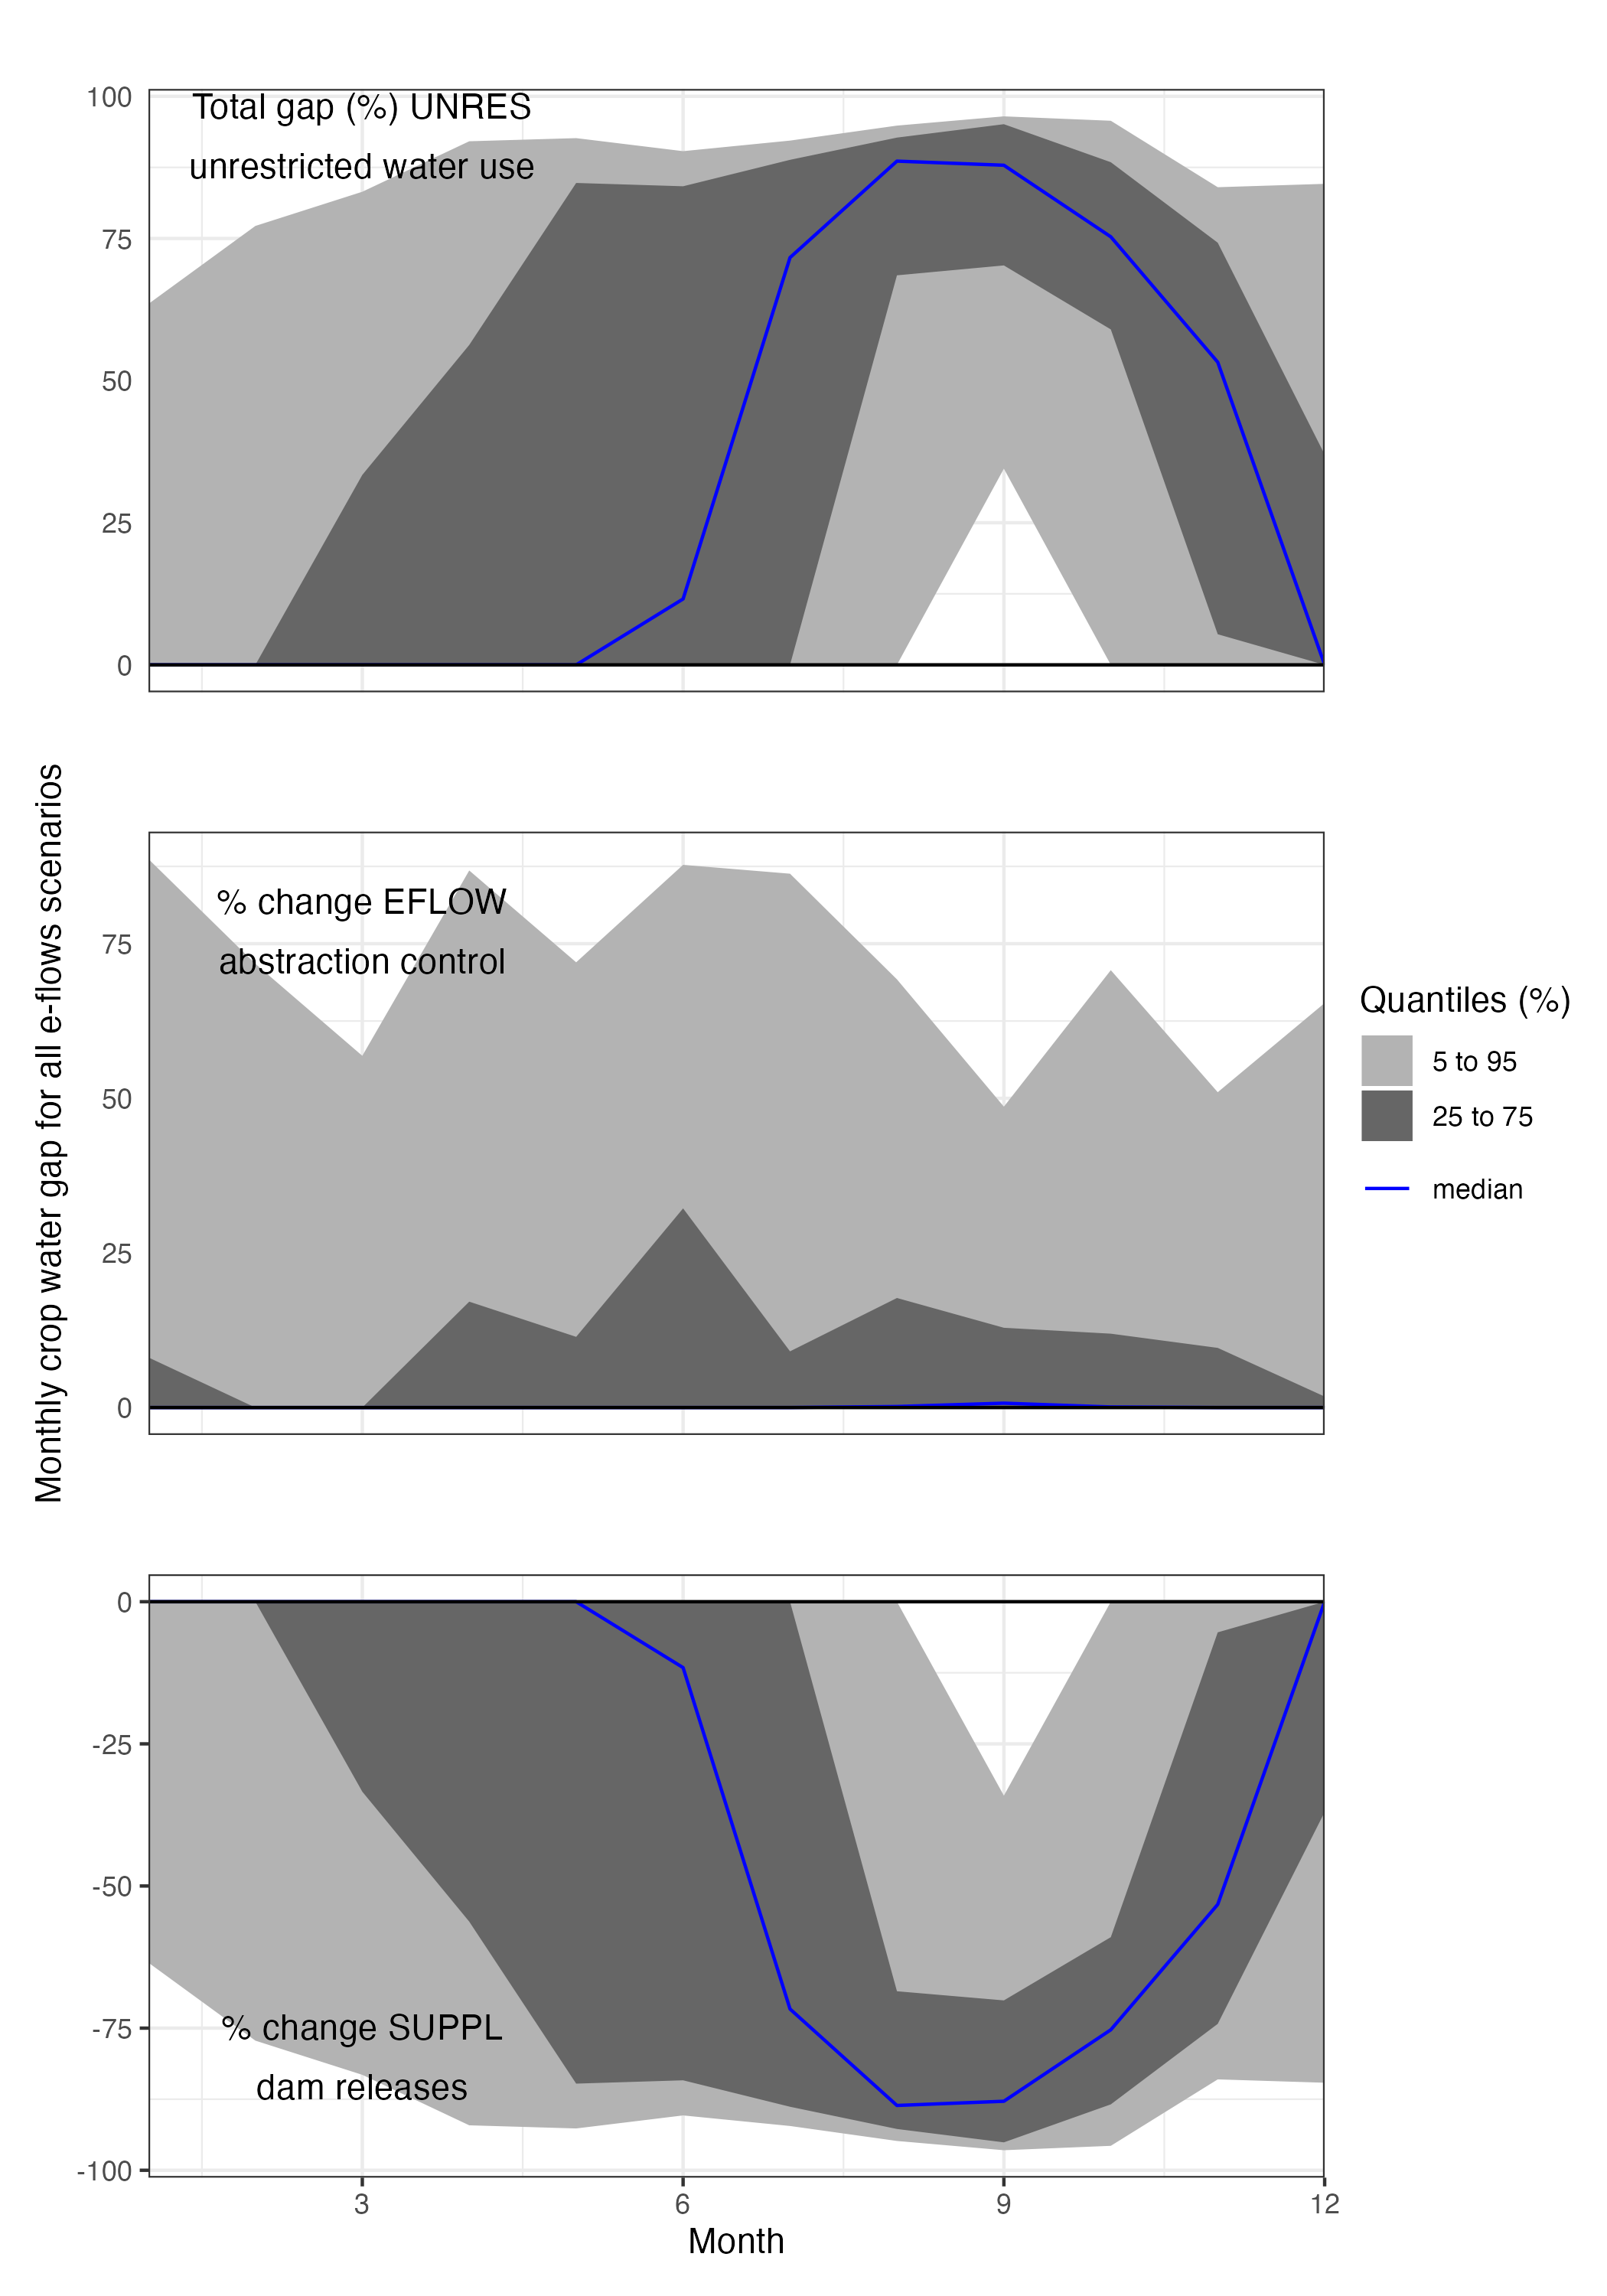 Total gap (%) UNRES
unrestricted water use
100
75
50
25
0
Monthly crop water gap for all e-flows scenarios
% change EFLOW
abstraction control
75
50
25
0
Quantiles (%)
5 to 95
25 to 75
median
0
-25
-50
-75
-100
% change SUPPL
dam releases
3
6
9
12
Month